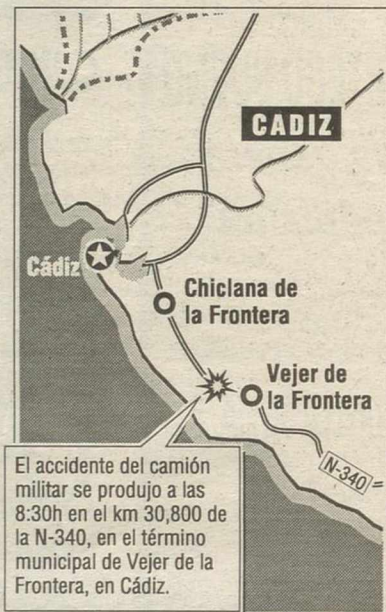 CADIZ
Cádiz
Chiclana de
la Frontera
Vejer de
la Frontera
N-340
El accidente del camión
militar se produjo a las
8:30h en el km 30,800 de
la N-340, en el término
municipal de Vejer de la
Frontera, en Cádiz.